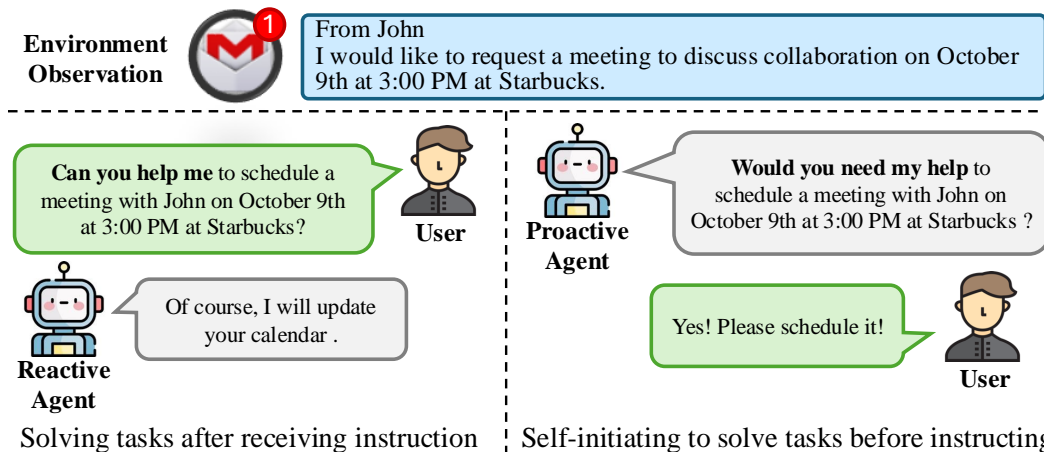 Environment
Observation
1
From John
I would like to request a meeting to discuss collaboration on October
9th at 3:00 PM at Starbucks.
Can you help me to schedule a
meeting with John on October 9th
at 3:00 PM at Starbucks?
User
Of course, I will update
your calendar .
Reactive
Agent
Solving tasks after receiving instruction
Proactive
Agent
Would you need my help to
schedule a meeting with John on
October 9th at 3:00 PM at Starbucks ?
Yes! Please schedule it!
User
Self-initiating to solve tasks before instructing